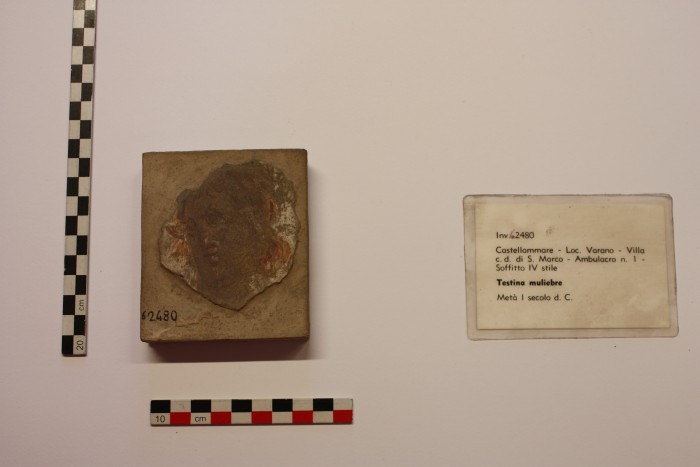 Inv.62480
Castellammare - Loc. Varano - Villa
c. d. di S. Marco - Ambulacro n. 1 -
Soffitto IV stile
Testina muliebre
Metà I secolo d. C.
62480
10 cm
20 cm